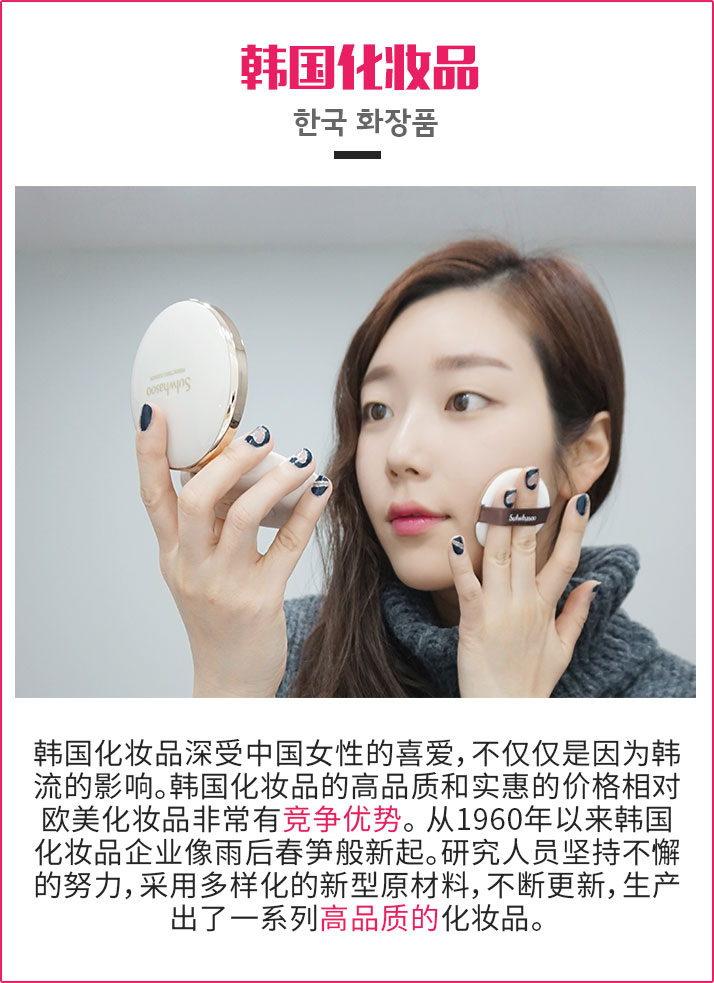 韩国化妆品
한국 화장품
Sulwhasoo
Sulwhasoo
韩国化妆品深受中国女性的喜爱，不仅仅是因为韩
流的影响。韩国化妆品的高品质和实惠的价格相对
欧美化妆品非常有竞争优势。从1960年以来韩国
化妆品企业像雨后春笋般新起。研究人员坚持不懈
的努力，采用多样化的新型原材料，不断更新，生产
出了一系列高品质的化妆品。